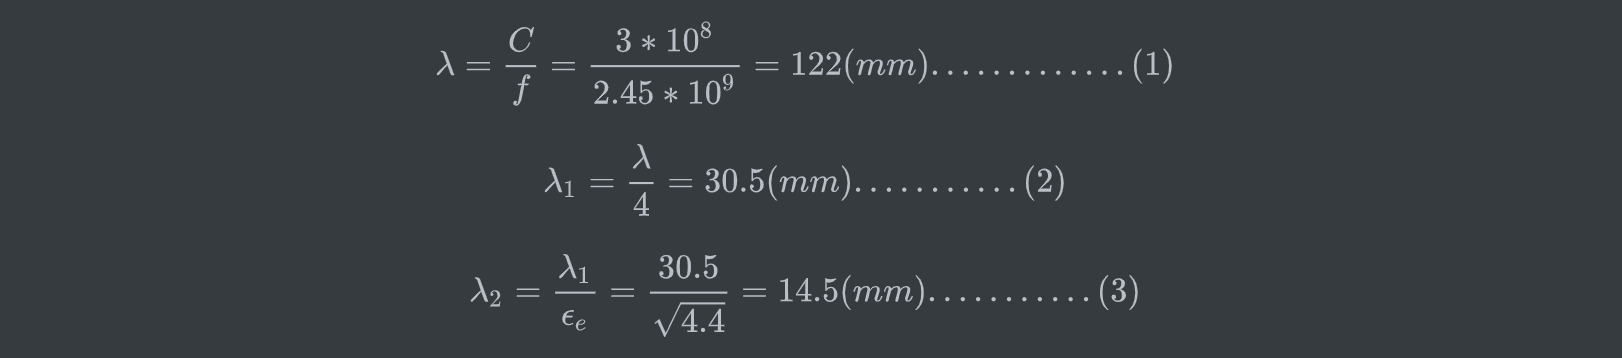 λ = C/f = 3 * 10^8 / 2.45 * 10^9 = 122(mm).............(1)
λ₁ = λ/4 = 30.5(mm)...........(2)
λ₂ = λ₁/ϵₑ = 30.5/√4.4 = 14.5(mm)...........(3)